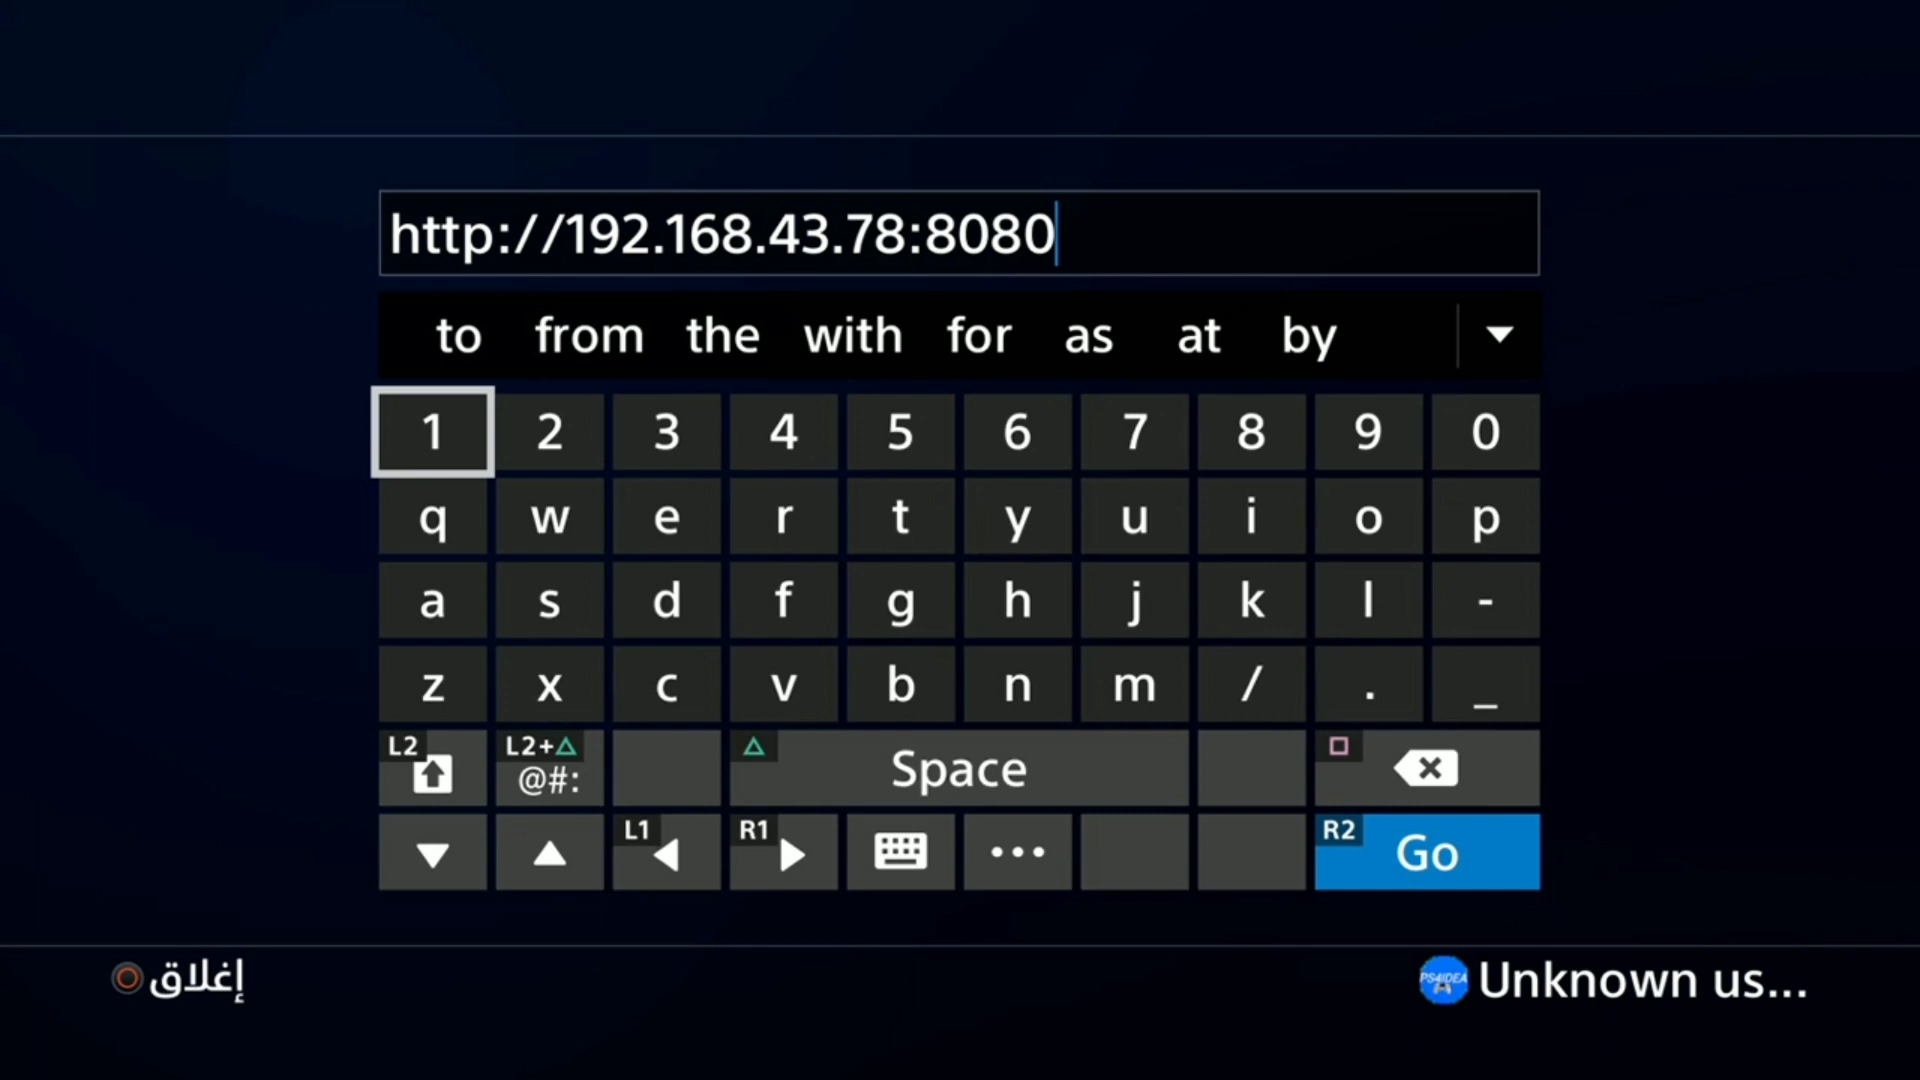 http://192.168.43.78:8080
to from the with for as at by
1 2 3 4 5 6 7 8 9 0
q w e r t y u i o p
a s d f g h j k l -
z x c v b n m / . _
L2 L2+△ @#: △ Space □
L1 R1 ... R2 Go
إغلاق PS4IDEA Unknown us...